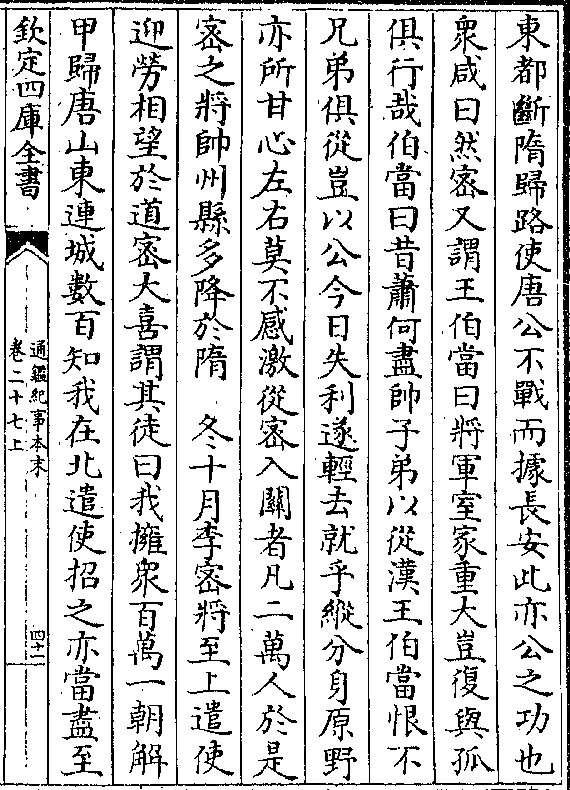 東都斷隋歸路使唐公不戰而據長安此亦公之功也
衆咸曰然密又謂王伯當曰將軍室家重大豈復與孤
俱行哉伯當曰昔蕭何盡帥子弟以從漢王伯當恨不
兄弟俱從豈以公今日失利遂輕去就乎縱分身原野
亦所甘心左右莫不感激從密入關者凡二萬人於是
密之將帥州縣多降於隋 冬十月李密將至上遣使
迎勞相望於道密大喜謂其徒曰我擁衆百萬一朝解
甲歸唐山東連城數百知我在北遣使招之亦當盡至
欽定四庫全書
通鑑紀事本末
卷二十七上
四十一